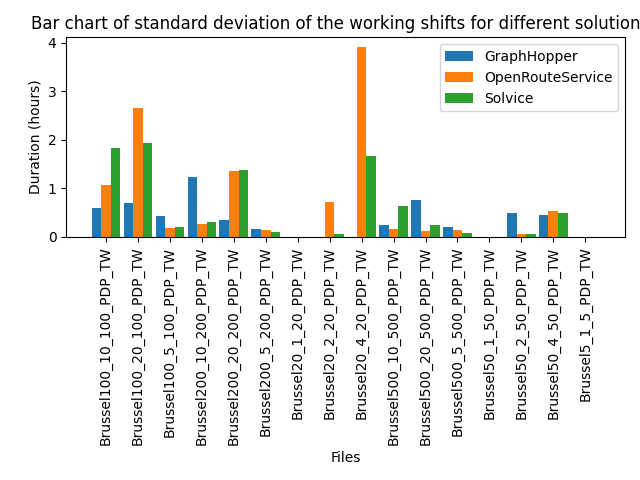 Bar chart of standard deviation of the working shifts for different solution
Duration (hours)
4
3
2
1
0
GraphHopper
OpenRouteService
Solvice
Brussel100_10_100_PDP_TW
Brussel100_20_100_PDP_TW
Brussel100_5_100_PDP_TW
Brussel200_10_200_PDP_TW
Brussel200_20_200_PDP_TW
Brussel200_5_200_PDP_TW
Brussel20_1_20_PDP_TW
Brussel20_2_20_PDP_TW
Brussel20_4_20_PDP_TW
Brussel500_10_500_PDP_TW
Brussel500_20_500_PDP_TW
Brussel500_5_500_PDP_TW
Brussel50_1_50_PDP_TW
Brussel50_2_50_PDP_TW
Brussel50_4_50_PDP_TW
Brussel5_1_5_PDP_TW
Files